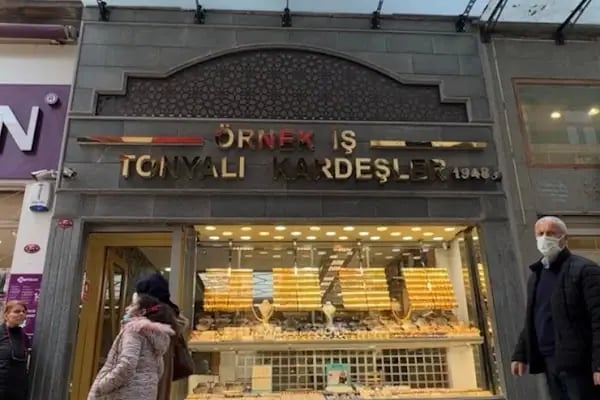 ÖRNEK İŞ
TONYALI KARDEŞLER 1948
N